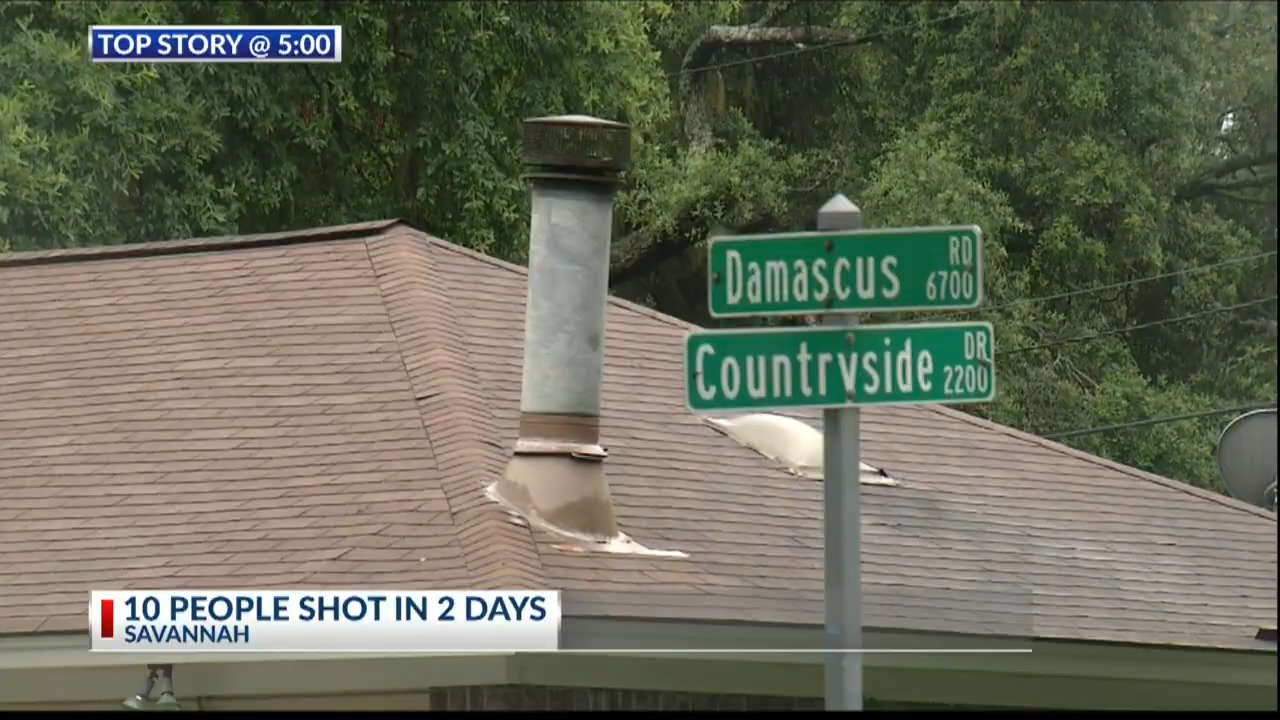 TOP STORY @ 5:00
Damascus RD 6700
Countryside DR 2200
10 PEOPLE SHOT IN 2 DAYS
SAVANNAH